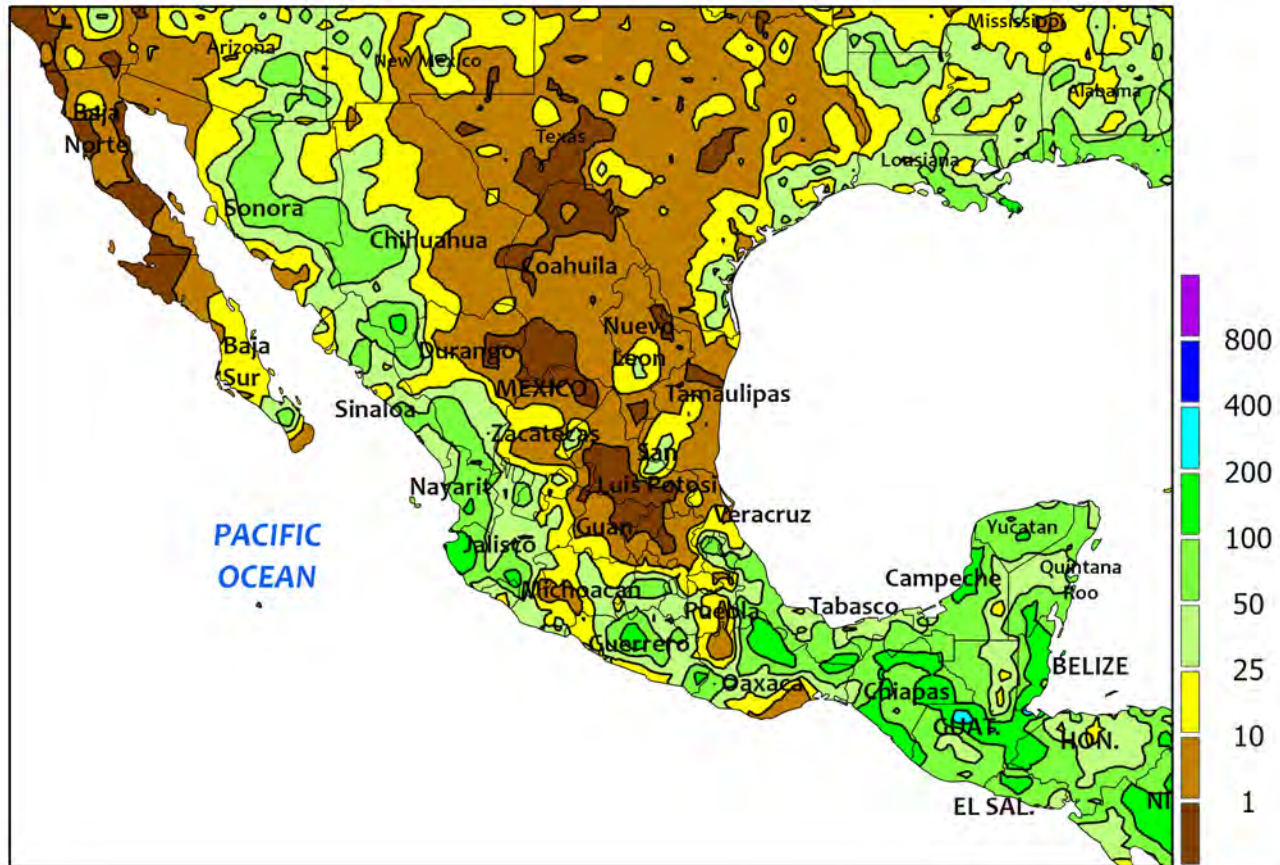 Mississippi
Arizona
New Mexico
Alabama
Baja
Norte
Texas
Lousiana
Sonora
Chihuahua
Coahuila
Nuevo
Leon
Durango
Baja
Sur
MEXICO
Tamaulipas
Sinaloa
Zacatecas
San
Luis Potosi
Nayarit
Guan
Veracruz
PACIFIC
OCEAN
Jalisco
Yucatan
Campeche
Quintana
Roo
Michoacan
Puebla
Tabasco
Guerrero
BELIZE
Oaxaca
Chiapas
GUAT.
HON.
EL SAL.
NI
800
400
200
100
50
25
10
1